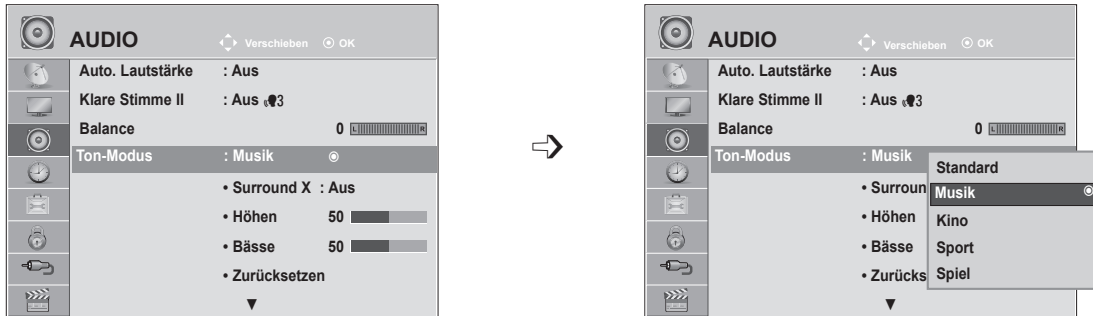 AUDIO Verschieben OK
Auto. Lautstärke : Aus
Klare Stimme II : Aus 3
Balance 0 L R
Ton-Modus : Musik
• Surround X : Aus
• Höhen 50
• Bässe 50
• Zurücksetzen
▼
AUDIO Verschieben OK
Auto. Lautstärke : Aus
Klare Stimme II : Aus 3
Balance 0 L R
Ton-Modus : Musik
• Surroun
• Höhen
• Bässe
• Zurücks
▼
Standard
Musik
Kino
Sport
Spiel